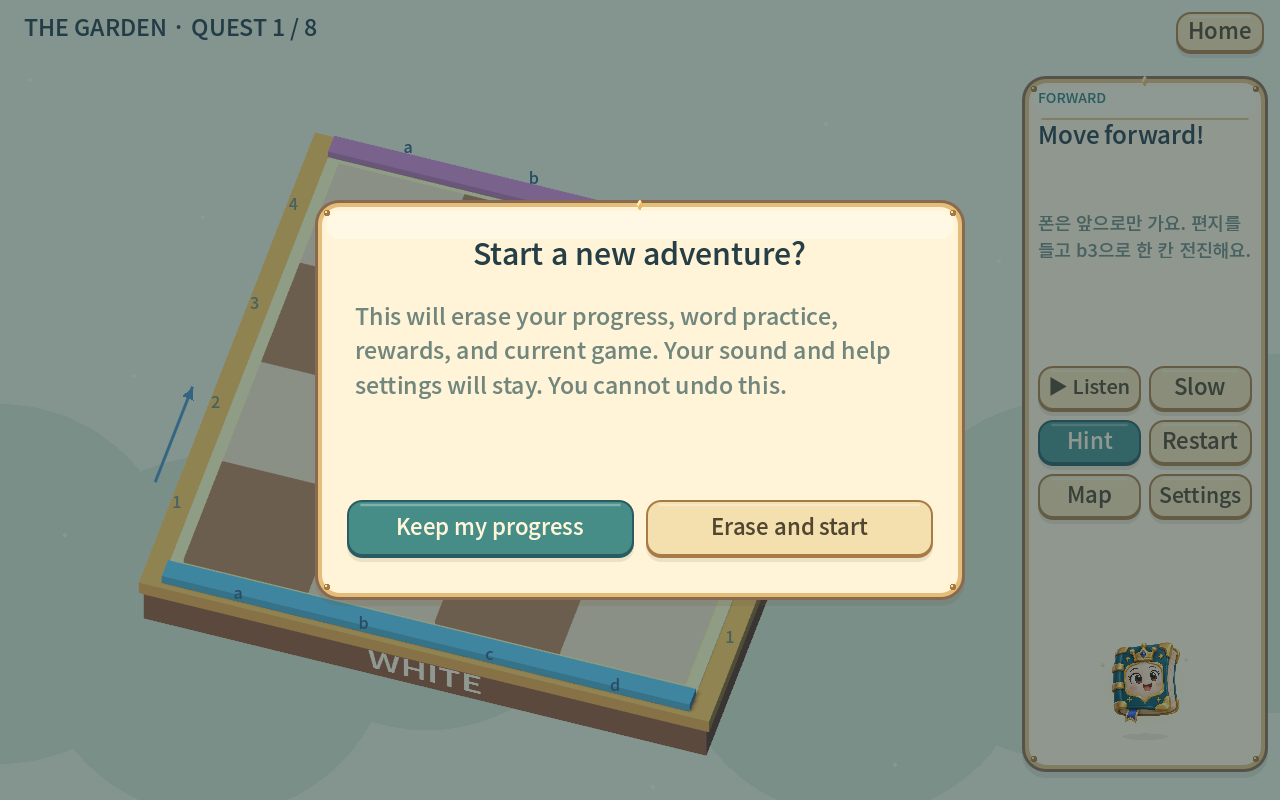 THE GARDEN · QUEST 1 / 8
Home
FORWARD
Move forward!
폰은 앞으로만 가요. 편지를
들고 b3으로 한 칸 전진해요.
▶ Listen
Slow
Hint
Restart
Map
Settings
a
b
4
3
2
1
a
b
c
d
1
WHITE
Start a new adventure?
This will erase your progress, word practice,
rewards, and current game. Your sound and help
settings will stay. You cannot undo this.
Keep my progress
Erase and start